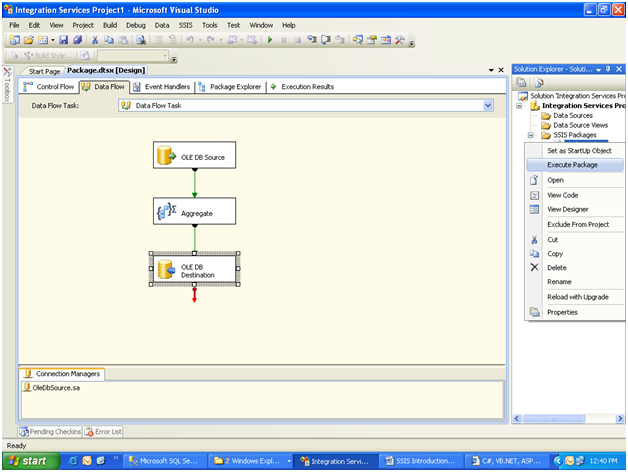 Integration Services Project1 - Microsoft Visual Studio
File Edit View Project Build Debug Data SSIS Tools Test Window Help
Build Style...
Start Page Package.dtsx [Design]
Solution Explorer - Soluti...
Toolbox
Control Flow Data Flow Event Handlers Package Explorer Execution Results
Data Flow Task: Data Flow Task
Solution 'Integration Services Pro
Integration Services Pro
Data Sources
Data Source Views
SSIS Packages
OLE DB Source
Aggregate
OLE DB
Destination
Set as StartUp Object
Execute Package
Open
View Code
View Designer
Exclude From Project
Cut
Copy
Delete
Rename
Reload with Upgrade
Properties
Connection Managers
OleDbSource.sa
Pending Checkins Error List
Ready
start
Microsoft SQL Se...
2 Windows Expl...
Integration Servi...
SSIS Introduction...
C#, VB.NET, ASP...
12:40 PM